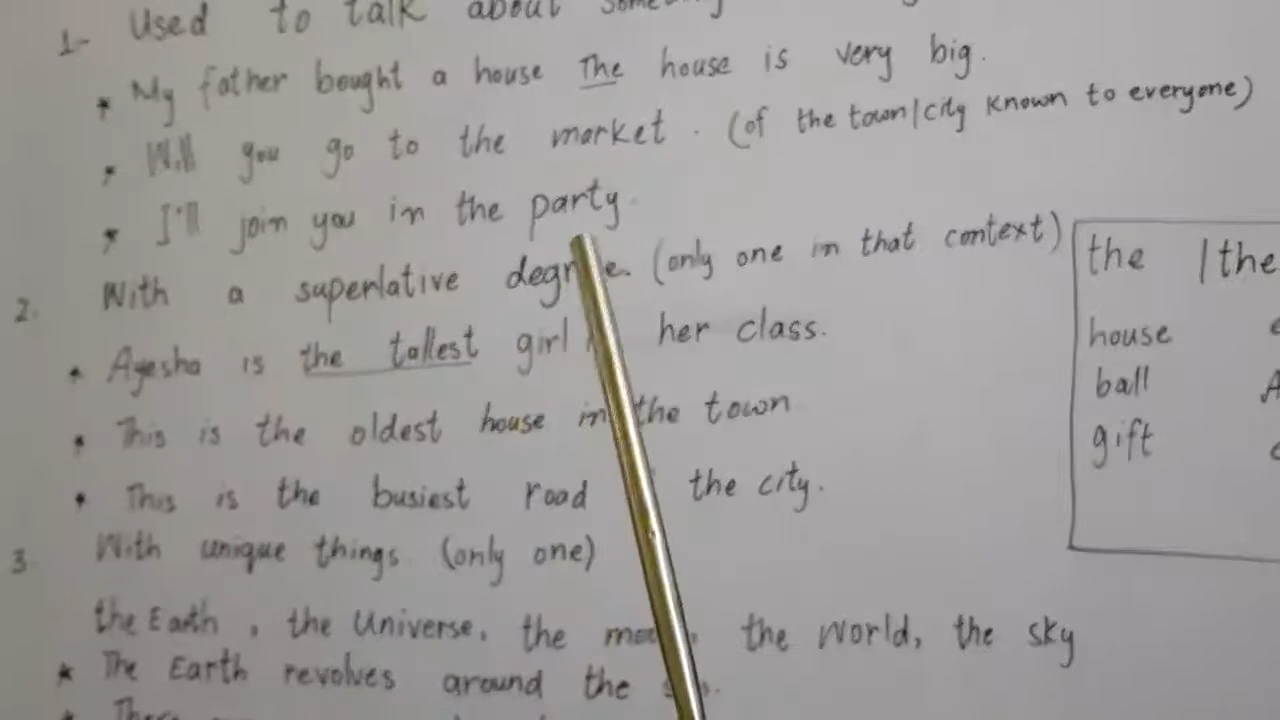 1- Used to talk about
* My father bought a house The house is very big.
* Will you go to the market. (of the town/city known to everyone)
* I'll join you in the party.
2. With a superlative degree. (only one in that context)
* Ayesha is the tallest girl her class.
* This is the oldest house in the town
* This is the busiest road the city.
3. With unique things. (only one)
the Earth, the Universe, the the world, the sky
* The Earth revolves around the
the | the
house
ball
gift